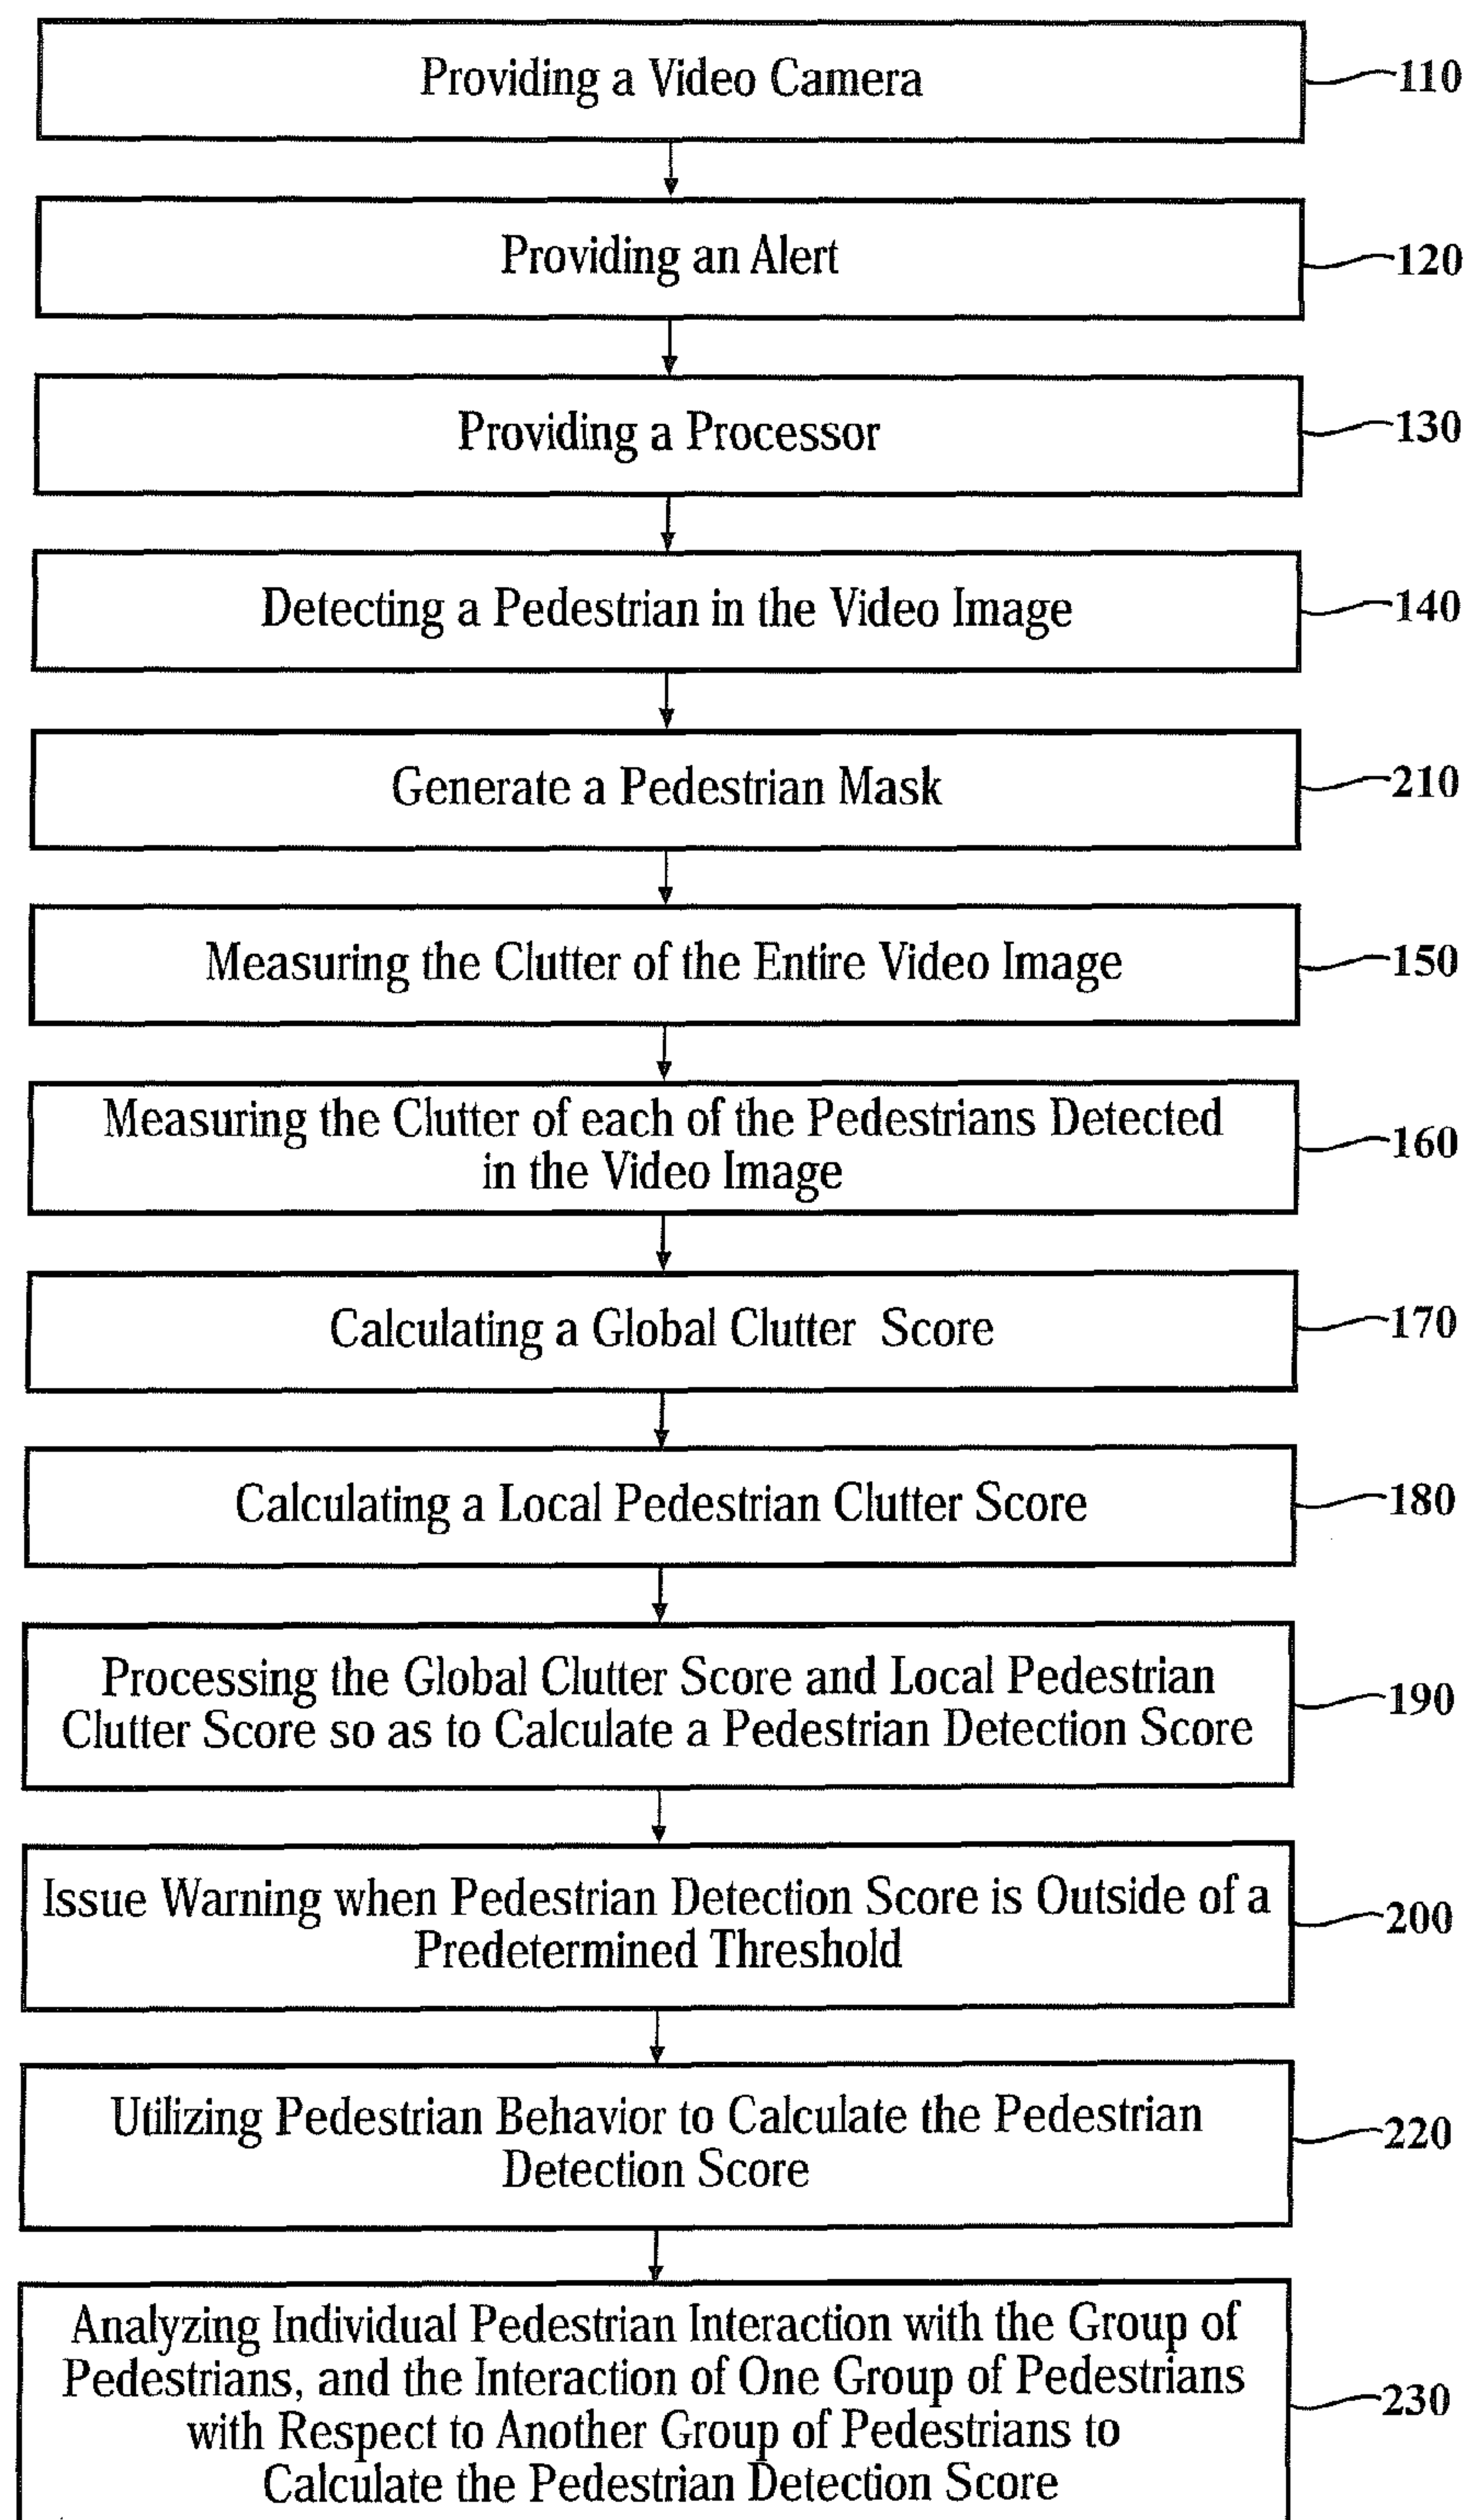 Providing a Video Camera
110
Providing an Alert
120
Providing a Processor
130
Detecting a Pedestrian in the Video Image
140
Generate a Pedestrian Mask
210
Measuring the Clutter of the Entire Video Image
150
Measuring the Clutter of each of the Pedestrians Detected
in the Video Image
160
Calculating a Global Clutter Score
170
Calculating a Local Pedestrian Clutter Score
180
Processing the Global Clutter Score and Local Pedestrian
Clutter Score so as to Calculate a Pedestrian Detection Score
190
Issue Warning when Pedestrian Detection Score is Outside of a
Predetermined Threshold
200
Utilizing Pedestrian Behavior to Calculate the Pedestrian
Detection Score
220
Analyzing Individual Pedestrian Interaction with the Group of
Pedestrians, and the Interaction of One Group of Pedestrians
with Respect to Another Group of Pedestrians to
Calculate the Pedestrian Detection Score
230